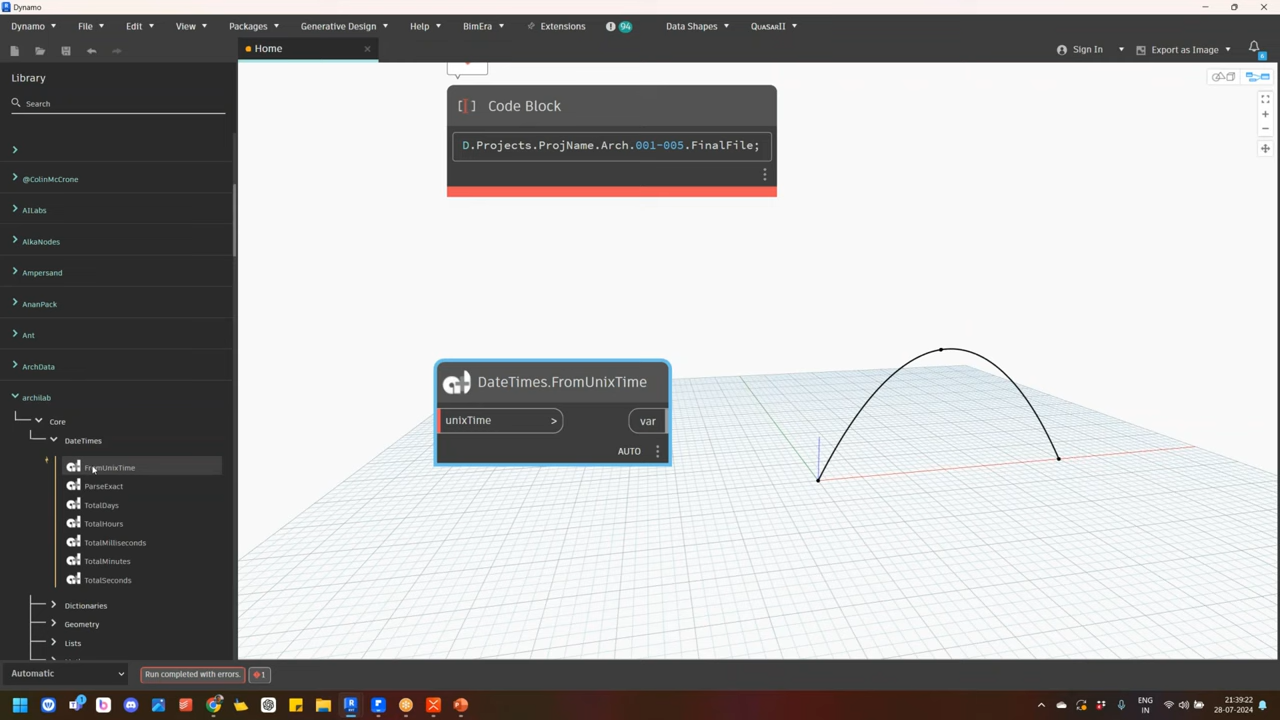 Dynamo
Dynamo File Edit View Packages Generative Design Help BimEra Extensions 94 Data Shapes QUASARII
Home
Sign In Export as Image 6
Library
Search
@ColinMcCrone
AILabs
AlkaNodes
Ampersand
AnanPack
Ant
ArchData
archilab
Core
DateTimes
FromUnixTime
ParseExact
TotalDays
TotalHours
TotalMilliseconds
TotalMinutes
TotalSeconds
Dictionaries
Geometry
Lists
Code Block
D.Projects.ProjName.Arch.001-005.FinalFile;
DateTimes.FromUnixTime
unixTime > var
AUTO
Automatic Run completed with errors. 1
ENG
IN
21:39:22
28-07-2024